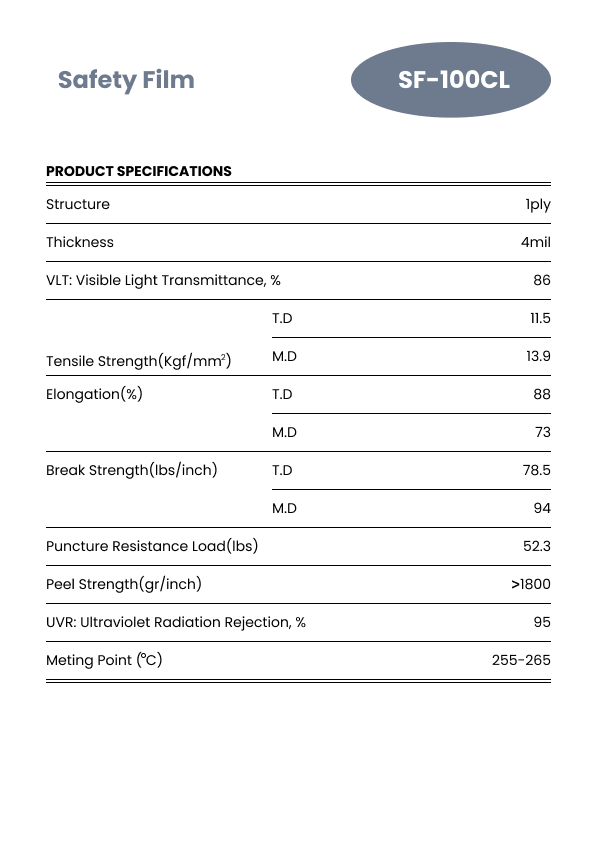 Safety Film
SF-100CL
PRODUCT SPECIFICATIONS
Structure 1ply
Thickness 4mil
VLT: Visible Light Transmittance, % 86
T.D 11.5
Tensile Strength(Kgf/mm²) M.D 13.9
Elongation(%) T.D 88
M.D 73
Break Strength(lbs/inch) T.D 78.5
M.D 94
Puncture Resistance Load(lbs) 52.3
Peel Strength(gr/inch) >1800
UVR: Ultraviolet Radiation Rejection, % 95
Meting Point (°C) 255-265